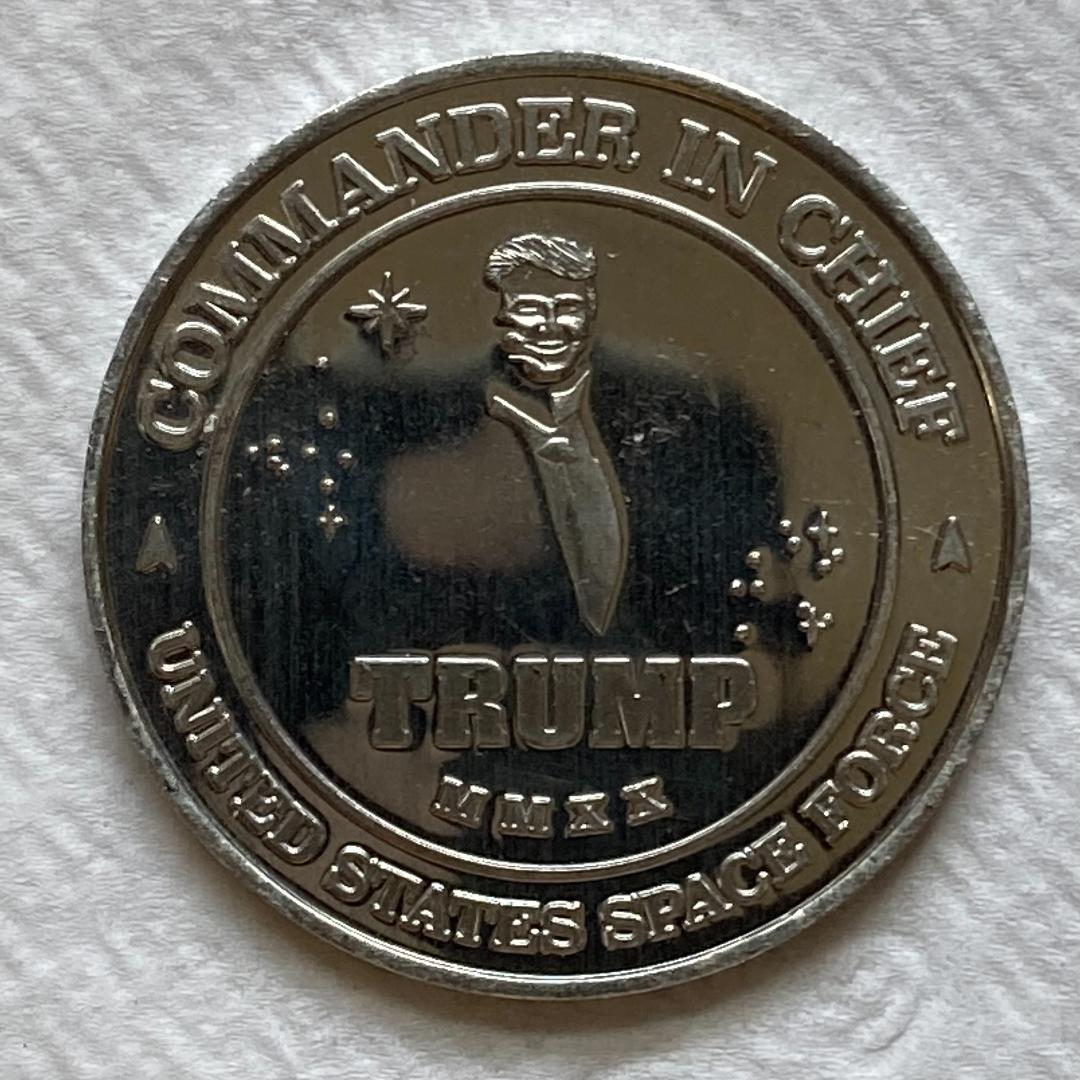 COMMANDER IN CHIEF
TRUMP
MMXX
UNITED STATES SPACE FORCE